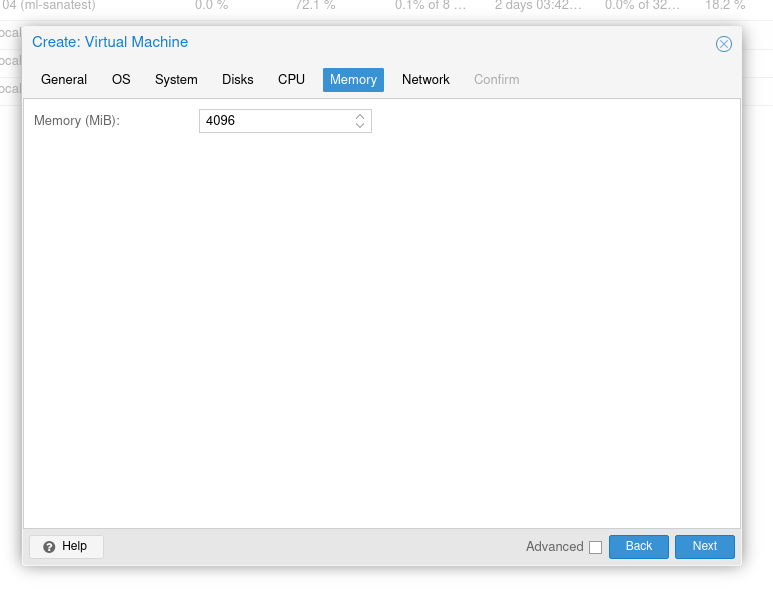 04 (ml-sanatest) 0.0 % 72.1 % 0.1% of 8 ... 2 days 03:42... 0.0% of 32... 18.2 %
ocal
Create: Virtual Machine
ocal
General OS System Disks CPU Memory Network Confirm
ocal
Memory (MiB): 4096
Help Advanced Back Next